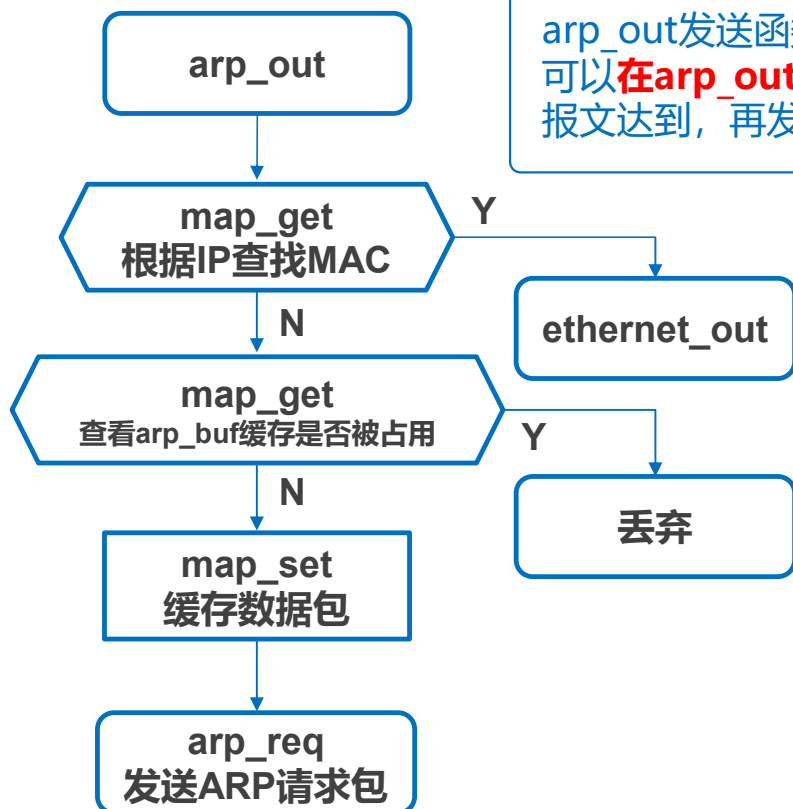 arp_out
arp_out发送函
可以在arp_out
报文达到，再发
map_get
根据IP查找MAC
Y
N
ethernet_out
map_get
查看arp_buf缓存是否被占用
Y
N
丢弃
map_set
缓存数据包
arp_req
发送ARP请求包